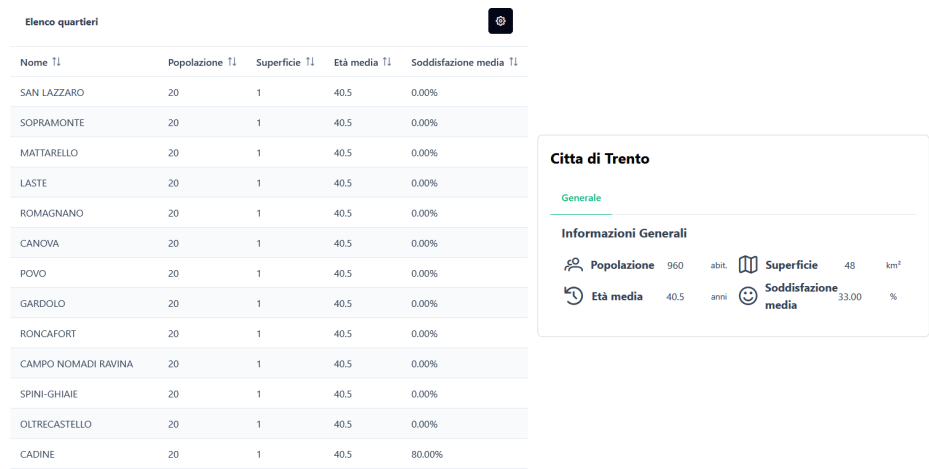 Elenco quartieri
Nome Popolazione Superficie Età media Soddisfazione media
SAN LAZZARO 20 1 40.5 0.00%
SOPRAMONTE 20 1 40.5 0.00%
MATTARELLO 20 1 40.5 0.00%
LASTE 20 1 40.5 0.00%
ROMAGNANO 20 1 40.5 0.00%
CANOVA 20 1 40.5 0.00%
POVO 20 1 40.5 0.00%
GARDOLO 20 1 40.5 0.00%
RONCAFORT 20 1 40.5 0.00%
CAMPO NOMADI RAVINA 20 1 40.5 0.00%
SPINI-GHIAIE 20 1 40.5 0.00%
OLTRECASTELLO 20 1 40.5 0.00%
CADINE 20 1 40.5 80.00%
Citta di Trento
Generale
Informazioni Generali
Popolazione 960 abit. Superficie 48 km²
Età media 40.5 anni Soddisfazione media 33.00 %